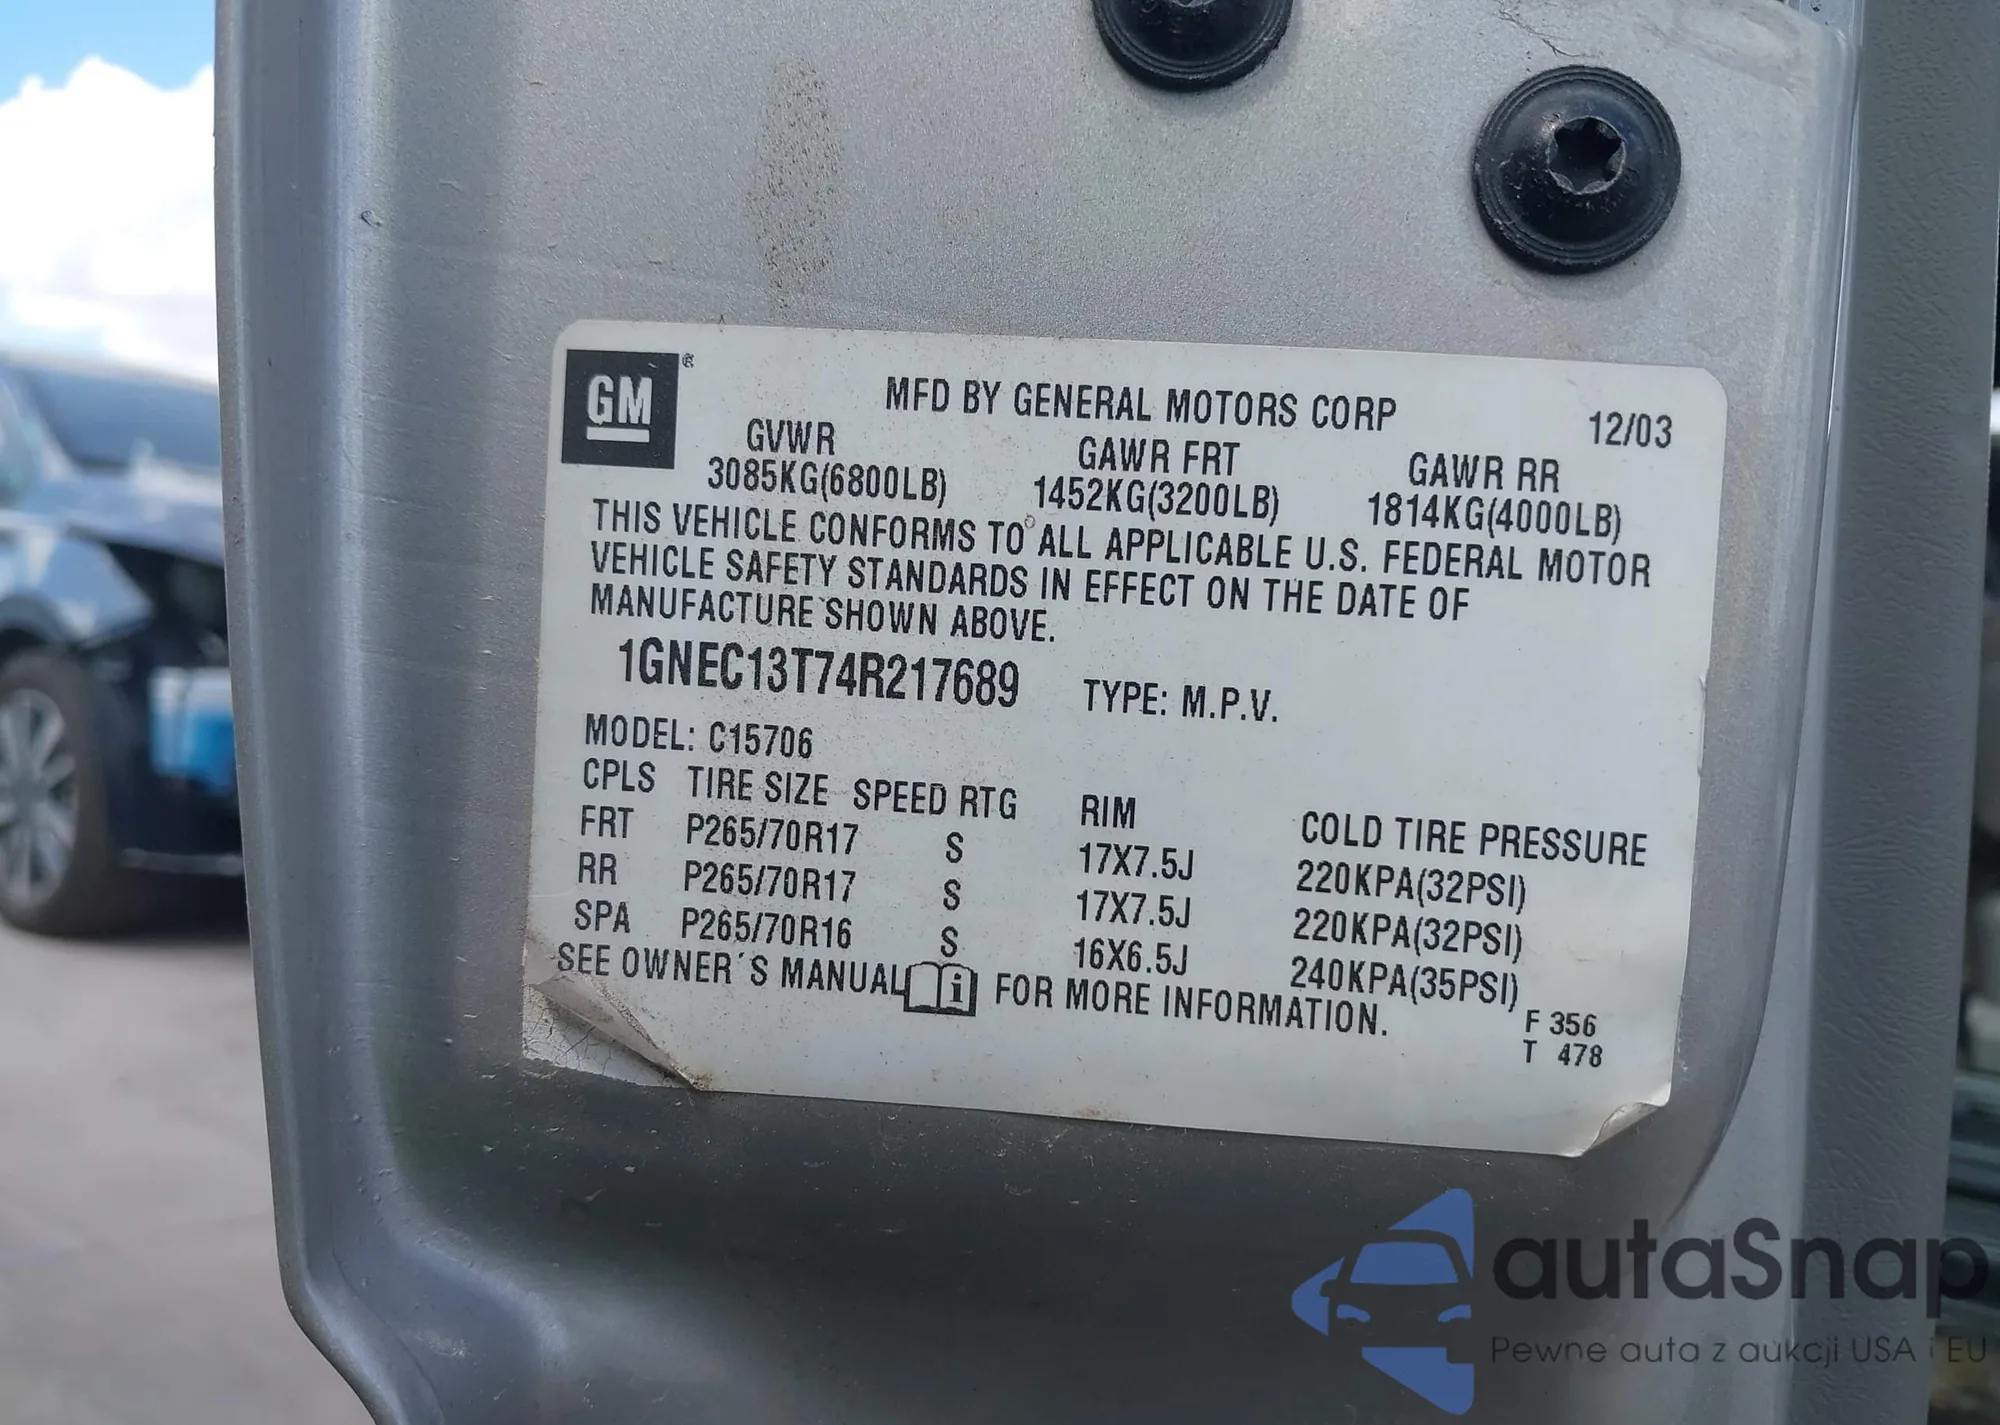 GM ®
MFD BY GENERAL MOTORS CORP 12/03
GVWR GAWR FRT GAWR RR
3085KG(6800LB) 1452KG(3200LB) 1814KG(4000LB)
THIS VEHICLE CONFORMS TO ALL APPLICABLE U.S. FEDERAL MOTOR
VEHICLE SAFETY STANDARDS IN EFFECT ON THE DATE OF
MANUFACTURE SHOWN ABOVE.
1GNEC13T74R217689 TYPE: M.P.V.
MODEL: C15706
CPLS TIRE SIZE SPEED RTG RIM COLD TIRE PRESSURE
FRT P265/70R17 S 17X7.5J 220KPA(32PSI)
RR P265/70R17 S 17X7.5J 220KPA(32PSI)
SPA P265/70R16 S 16X6.5J 240KPA(35PSI)
SEE OWNER´S MANUAL i FOR MORE INFORMATION.
F 356
T 478
autaSnap
Pewne auta z aukcji USA i EU